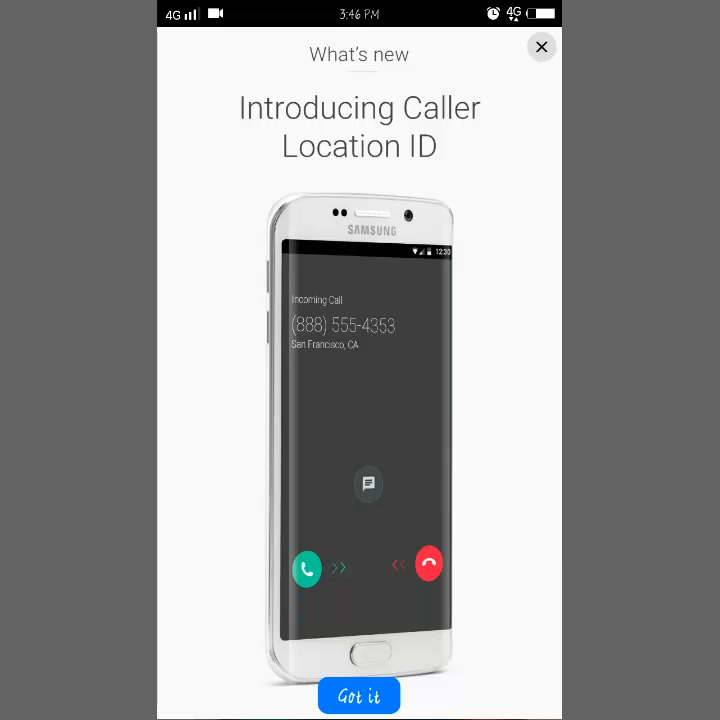 4G 3:46 PM 4G
What's new
Introducing Caller
Location ID
SAMSUNG
12:30
Incoming Call
(888) 555-4353
San Francisco, CA
Got it